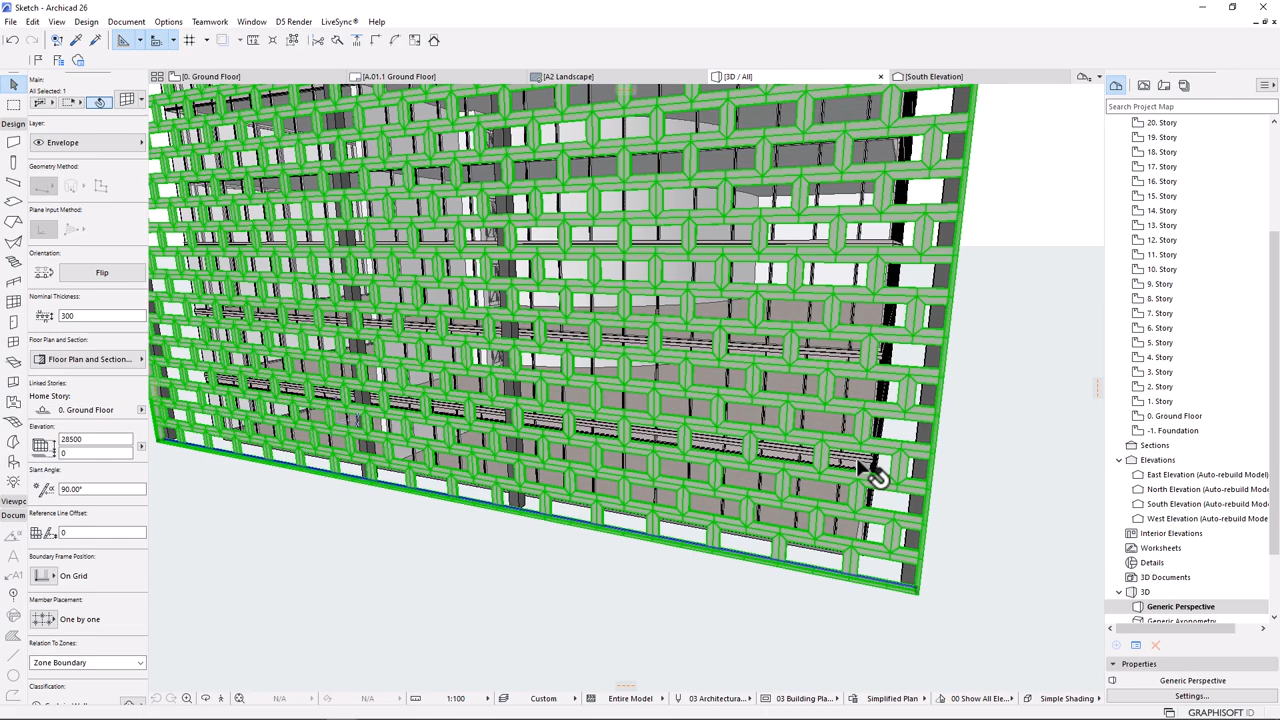 Sketch - Archicad 26
File Edit View Design Document Options Teamwork Window D5 Render LiveSync® Help
[0. Ground Floor] [A.01.1 Ground Floor] [A2 Landscape] [3D / All] [South Elevation]
Main:
All Selected: 1
Design
Layer:
Envelope
Geometry Method:
Plane Input Method:
Orientation:
Flip
Nominal Thickness:
300
Floor Plan and Section:
Floor Plan and Section...
Linked Stories:
Home Story:
0. Ground Floor
Elevation:
28500
0
Slant Angle:
90.00°
Viewpc
Docum
Reference Line Offset:
0
Boundary Frame Position:
On Grid
Member Placement:
One by one
Relation To Zones:
Zone Boundary
Classification:
N/A N/A 1:100 Custom Entire Model 03 Architectura... 03 Building Pla... Simplified Plan 00 Show All Ele... Simple Shading
Search Project Map
20. Story
19. Story
18. Story
17. Story
16. Story
15. Story
14. Story
13. Story
12. Story
11. Story
10. Story
9. Story
8. Story
7. Story
6. Story
5. Story
4. Story
3. Story
2. Story
1. Story
0. Ground Floor
-1. Foundation
Sections
Elevations
East Elevation (Auto-rebuild Model)
North Elevation (Auto-rebuild Mode
South Elevation (Auto-rebuild Mode
West Elevation (Auto-rebuild Mode
Interior Elevations
Worksheets
Details
3D Documents
3D
Generic Perspective
Generic Axonometry
Properties
Generic Perspective
Settings...
GRAPHISOFT ID